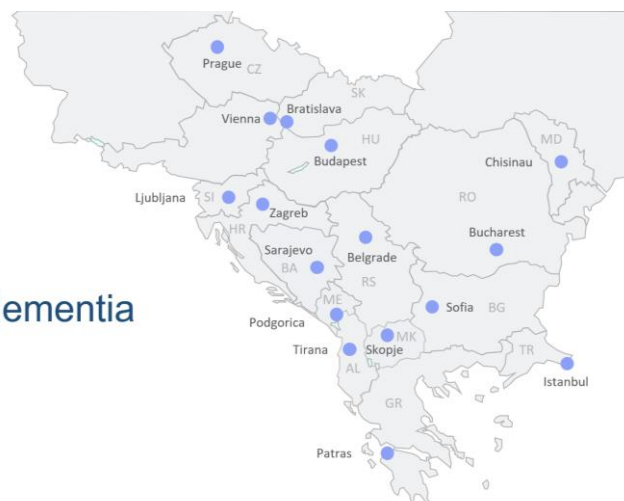 Prague
CZ
SK
Vienna
Bratislava
HU
Budapest
MD
Chisinau
Ljubljana
SI
Zagreb
RO
HR
Sarajevo
Belgrade
Bucharest
BA
RS
ME
Sofia
BG
ementia
Podgorica
MK
Tirana
Skopje
TR
AL
Istanbul
GR
Patras